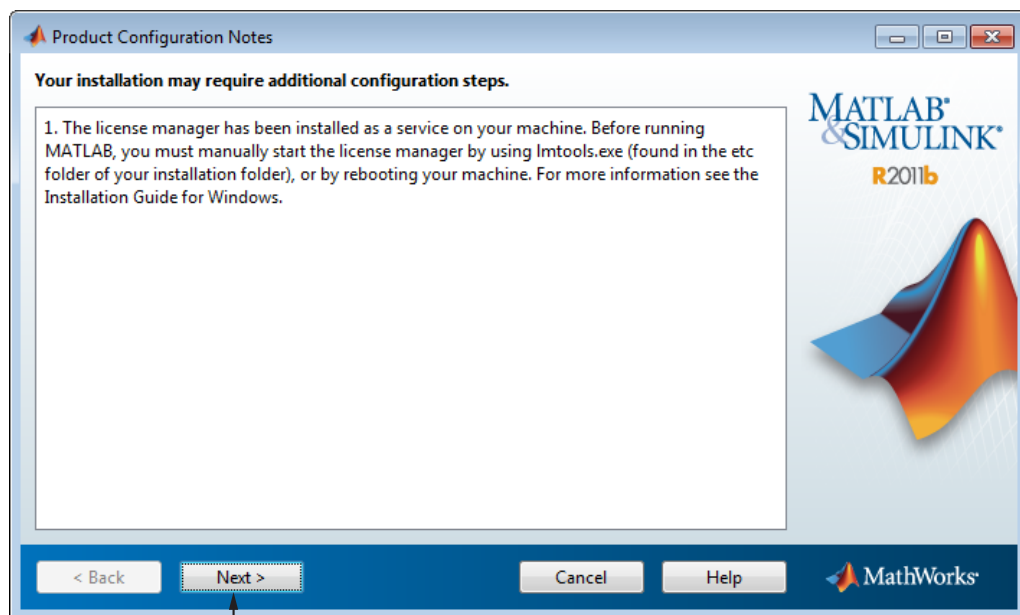 Product Configuration Notes
Your installation may require additional configuration steps.
1. The license manager has been installed as a service on your machine. Before running
MATLAB, you must manually start the license manager by using lmtools.exe (found in the etc
folder of your installation folder), or by rebooting your machine. For more information see the
Installation Guide for Windows.
MATLAB®
&SIMULINK®
R2011b
< Back
Next >
Cancel
Help
MathWorks®